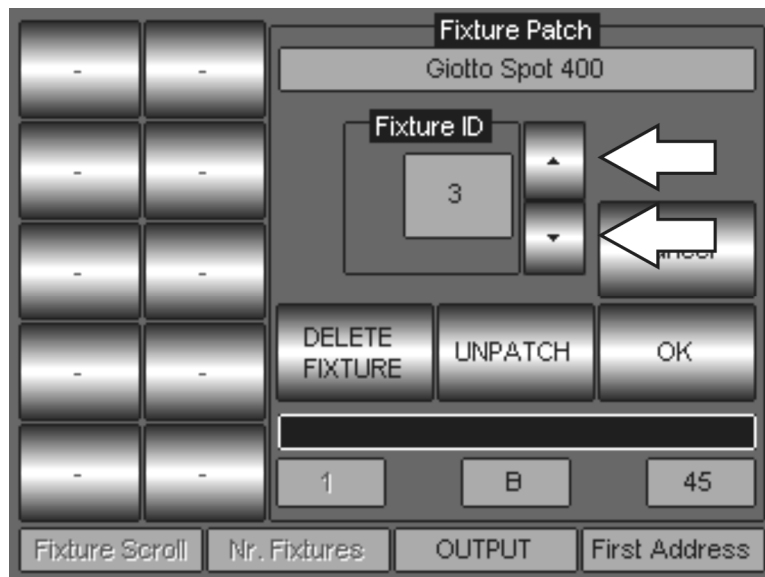 Fixture Patch
- -
Giotto Spot 400
Fixture ID
- -
3
- -
DELETE FIXTURE UNPATCH OK
- -
- -
1 B 45
Fixture Scroll Nr. Fixtures OUTPUT First Address